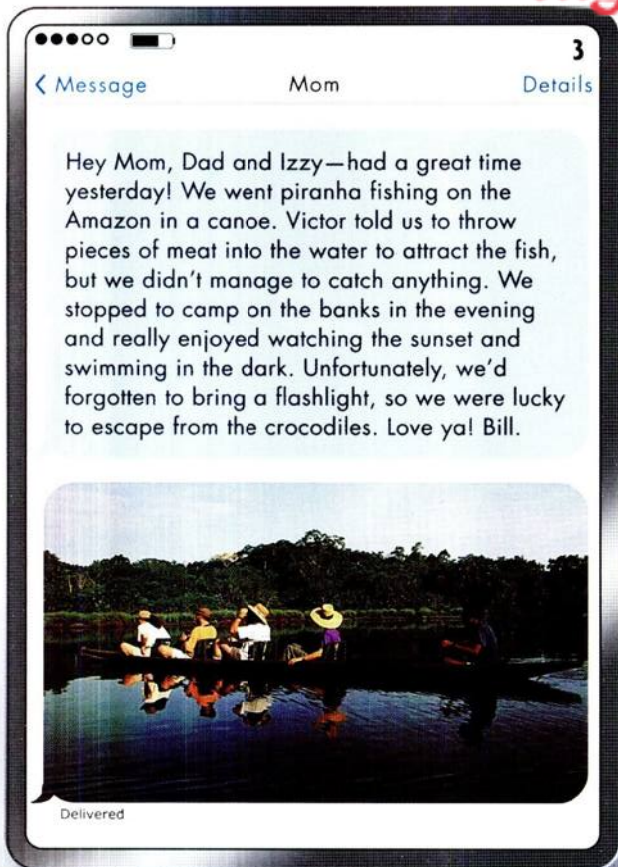 3
< Message Mom Details
Hey Mom, Dad and Izzy—had a great time
yesterday! We went piranha fishing on the
Amazon in a canoe. Victor told us to throw
pieces of meat into the water to attract the fish,
but we didn't manage to catch anything. We
stopped to camp on the banks in the evening
and really enjoyed watching the sunset and
swimming in the dark. Unfortunately, we'd
forgotten to bring a flashlight, so we were lucky
to escape from the crocodiles. Love ya! Bill.
Delivered